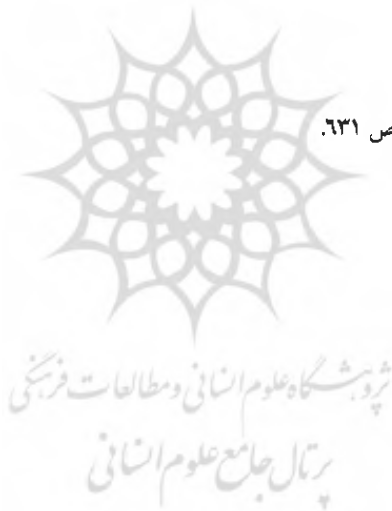 ص ٦٣١.
پژوهشگاه علوم انسانی و مطالعات فرهنگی
پرتال جامع علوم انسانی